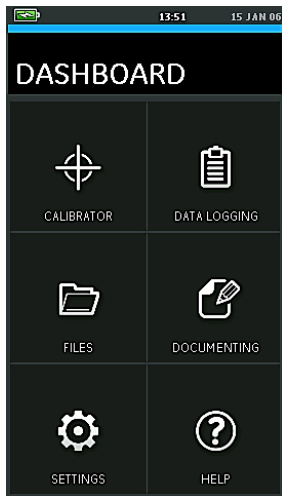 13:51 15 JAN 06
DASHBOARD
CALIBRATOR DATA LOGGING
FILES DOCUMENTING
SETTINGS HELP